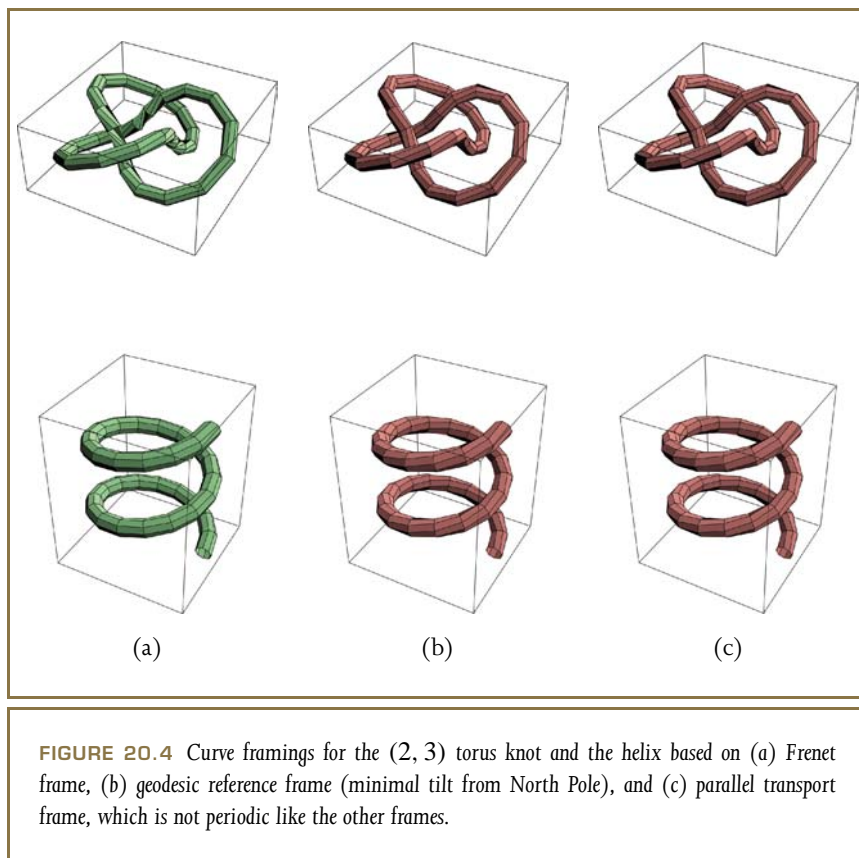 (a) (b) (c)
FIGURE 20.4 Curve framings for the (2, 3) torus knot and the helix based on (a) Frenet
frame, (b) geodesic reference frame (minimal tilt from North Pole), and (c) parallel transport
frame, which is not periodic like the other frames.